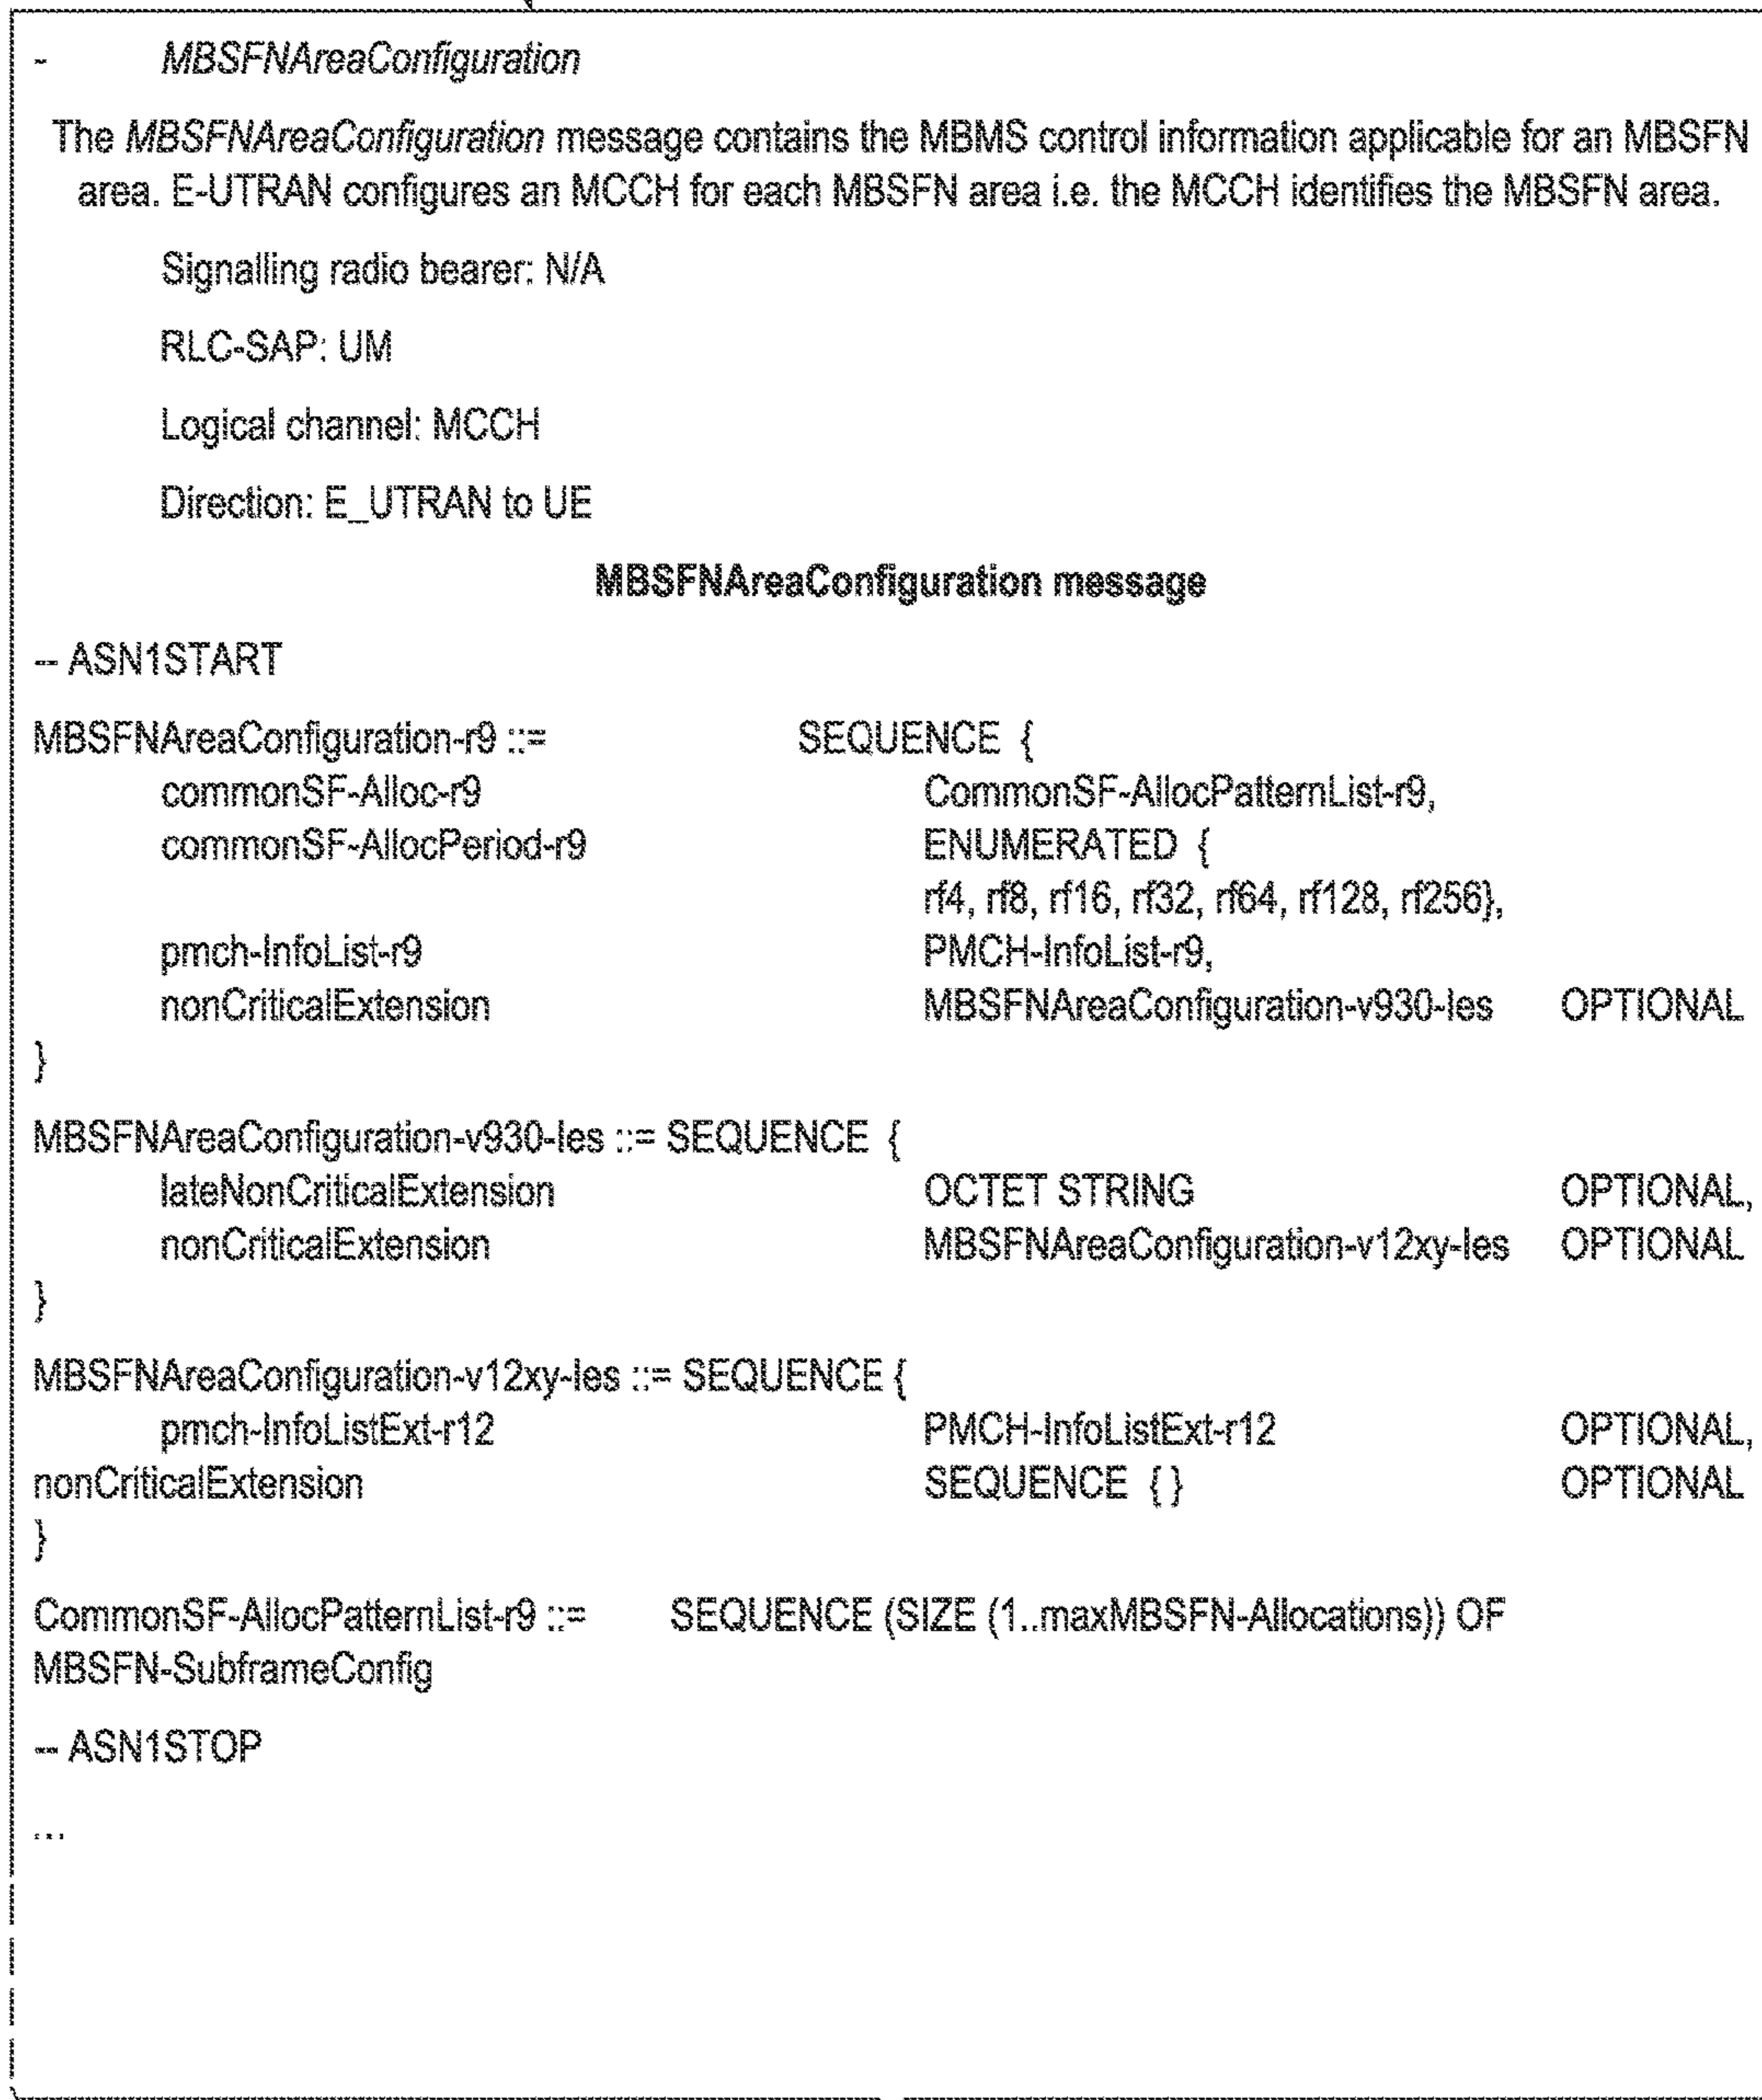 - MBSFNAreaConfiguration
The MBSFNAreaConfiguration message contains the MBMS control information applicable for an MBSFN
area. E-UTRAN configures an MCCH for each MBSFN area i.e. the MCCH identifies the MBSFN area.
Signalling radio bearer: N/A
RLC-SAP: UM
Logical channel: MCCH
Direction: E_UTRAN to UE
MBSFNAreaConfiguration message
-- ASN1START
MBSFNAreaConfiguration-r9 ::= SEQUENCE {
commonSF-Alloc-r9 CommonSF-AllocPatternList-r9,
commonSF-AllocPeriod-r9 ENUMERATED {
rf4, rf8, rf16, rf32, rf64, rf128, rf256},
pmch-InfoList-r9 PMCH-InfoList-r9,
nonCriticalExtension MBSFNAreaConfiguration-v930-Ies OPTIONAL
}
MBSFNAreaConfiguration-v930-Ies ::= SEQUENCE {
lateNonCriticalExtension OCTET STRING OPTIONAL,
nonCriticalExtension MBSFNAreaConfiguration-v12xy-Ies OPTIONAL
}
MBSFNAreaConfiguration-v12xy-Ies ::= SEQUENCE {
pmch-InfoListExt-r12 PMCH-InfoListExt-r12 OPTIONAL,
nonCriticalExtension SEQUENCE { } OPTIONAL
}
CommonSF-AllocPatternList-r9 ::= SEQUENCE (SIZE (1..maxMBSFN-Allocations)) OF
MBSFN-SubframeConfig
-- ASN1STOP
...